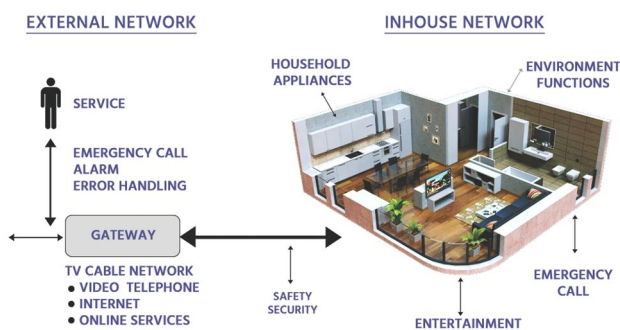 EXTERNAL NETWORK
INHOUSE NETWORK
HOUSEHOLD
APPLIANCES
ENVIRONMENT
FUNCTIONS
SERVICE
EMERGENCY CALL
ALARM
ERROR HANDLING
GATEWAY
TV CABLE NETWORK
● VIDEO TELEPHONE
● INTERNET
● ONLINE SERVICES
SAFETY
SECURITY
EMERGENCY
CALL
ENTERTAINMENT